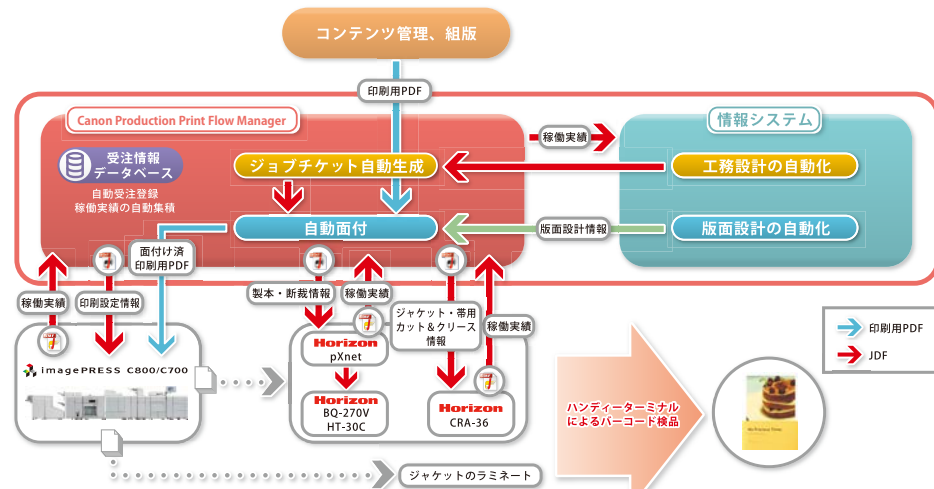 コンテンツ管理、組版
印刷用PDF
Canon Production Print Flow Manager
受注情報
データベース
自動受注登録
稼働実績の自動集積
ジョブチケット自動生成
自動面付
稼働実績
情報システム
工務設計の自動化
版面設計情報
版面設計の自動化
面付け済
印刷用PDF
稼働実績
印刷設定情報
製本・断裁情報
稼働実績
ジャケット・帯用
カット&クリース
情報
稼働実績
印刷用PDF
JDF
imagePRESS C800/C700
Horizon
pXnet
Horizon
BQ-270V
HT-30C
Horizon
CRA-36
ハンディーターミナル
によるバーコード検品
ジャケットのラミネート